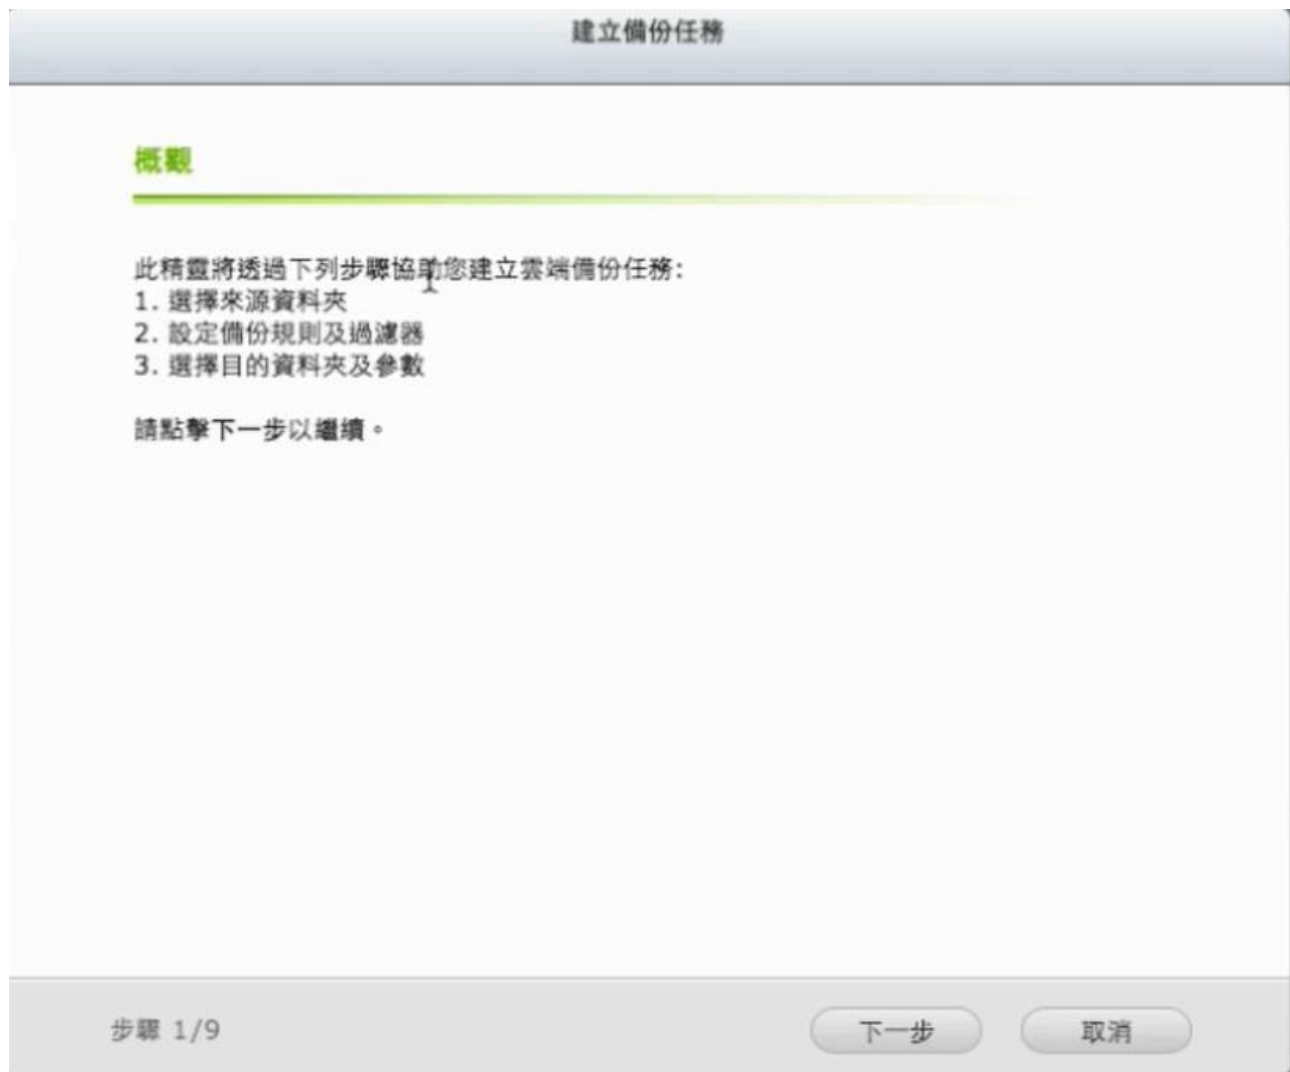 建立備份任務
概觀
此精靈將透過下列步驟協助您建立雲端備份任務:
1. 選擇來源資料夾
2. 設定備份規則及過濾器
3. 選擇目的資料夾及參數
請點擊下一步以繼續。
步驟 1/9
下一步
取消